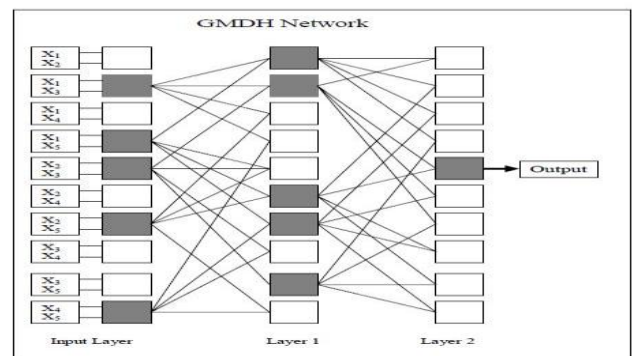 GMDH Network
X1
X2
X1
X3
X1
X4
X1
X5
X2
X3
X2
X4
X2
X5
X3
X4
X3
X5
X4
X5
Output
Input Layer Layer 1 Layer 2